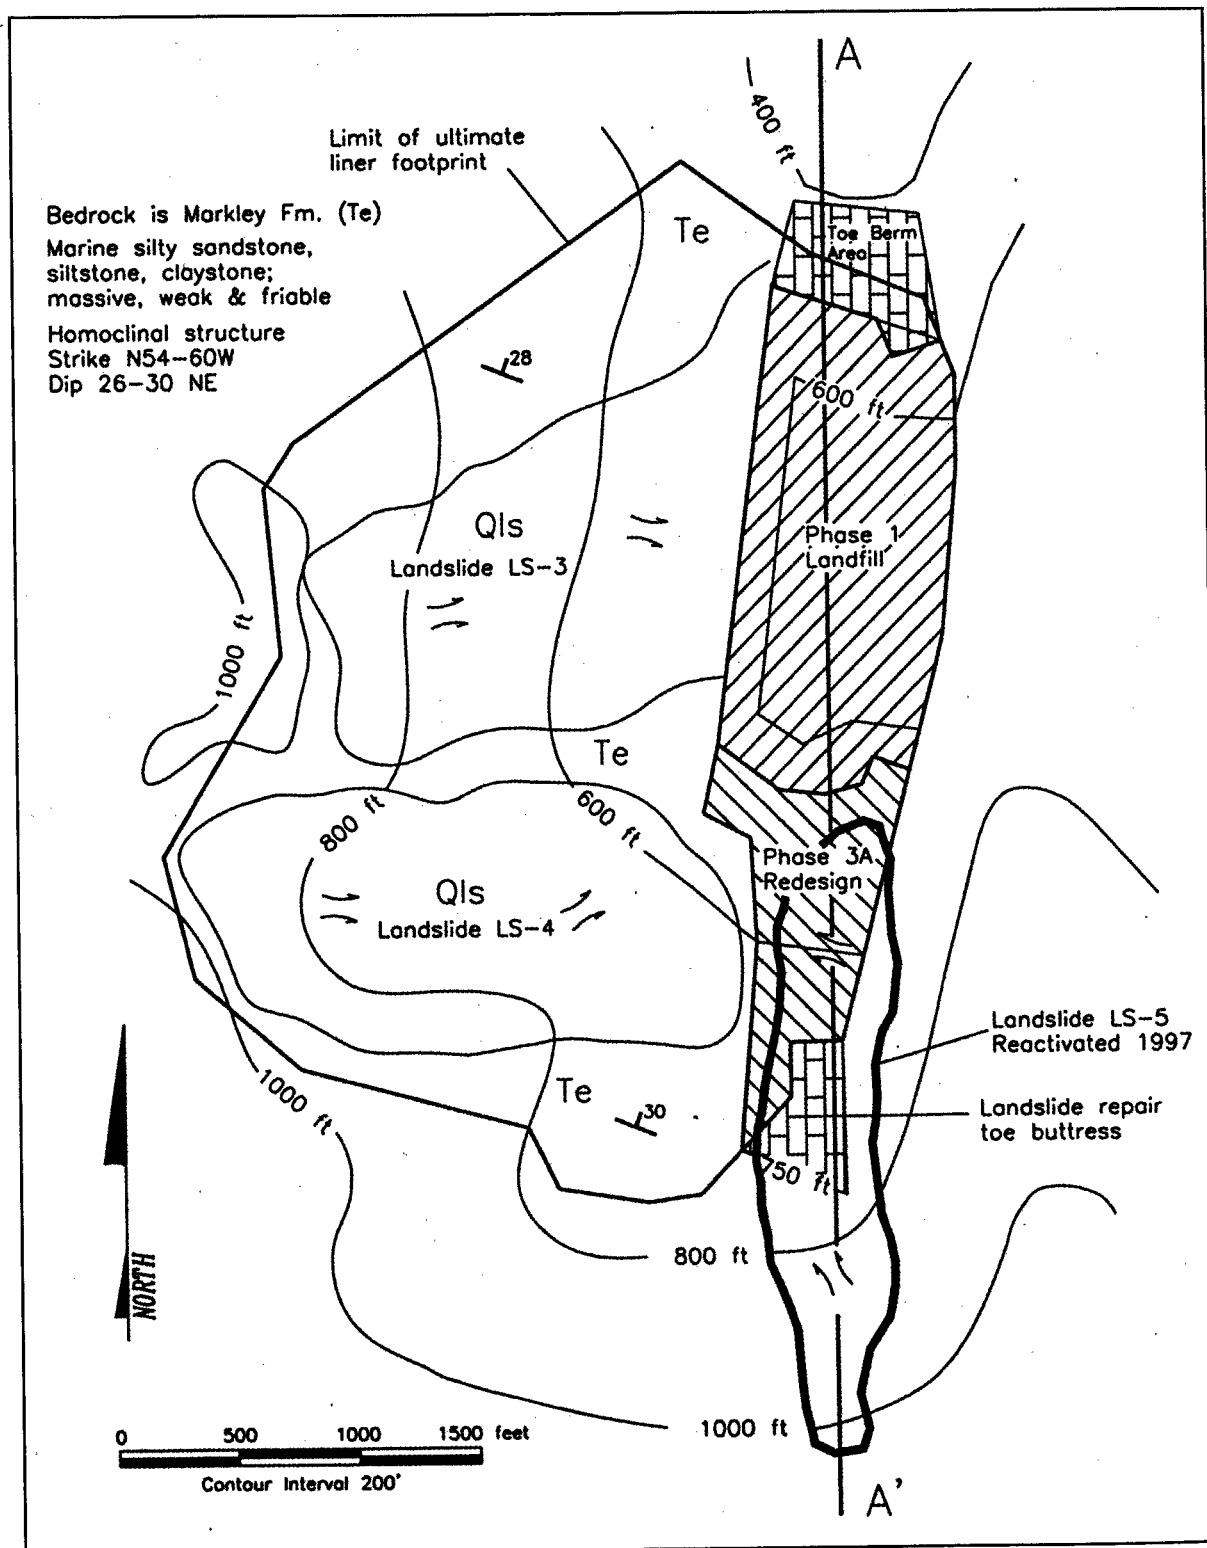 A
400 ft
Limit of ultimate
liner footprint
Bedrock is Markley Fm. (Te)
Marine silty sandstone,
siltstone, claystone;
massive, weak & friable
Homoclinal structure
Strike N54-60W
Dip 26-30 NE
Te
Toe Berm
Area
28
600 ft
Qls
Landslide LS-3
Phase 1
Landfill
1000 ft
Te
800 ft
600 ft
Phase 3A
Redesign
Qls
Landslide LS-4
Landslide LS-5
Reactivated 1997
1000 ft
Te
30
Landslide repair
toe buttress
750 ft
800 ft
NORTH
1000 ft
0 500 1000 1500 feet
Contour Interval 200'
A'